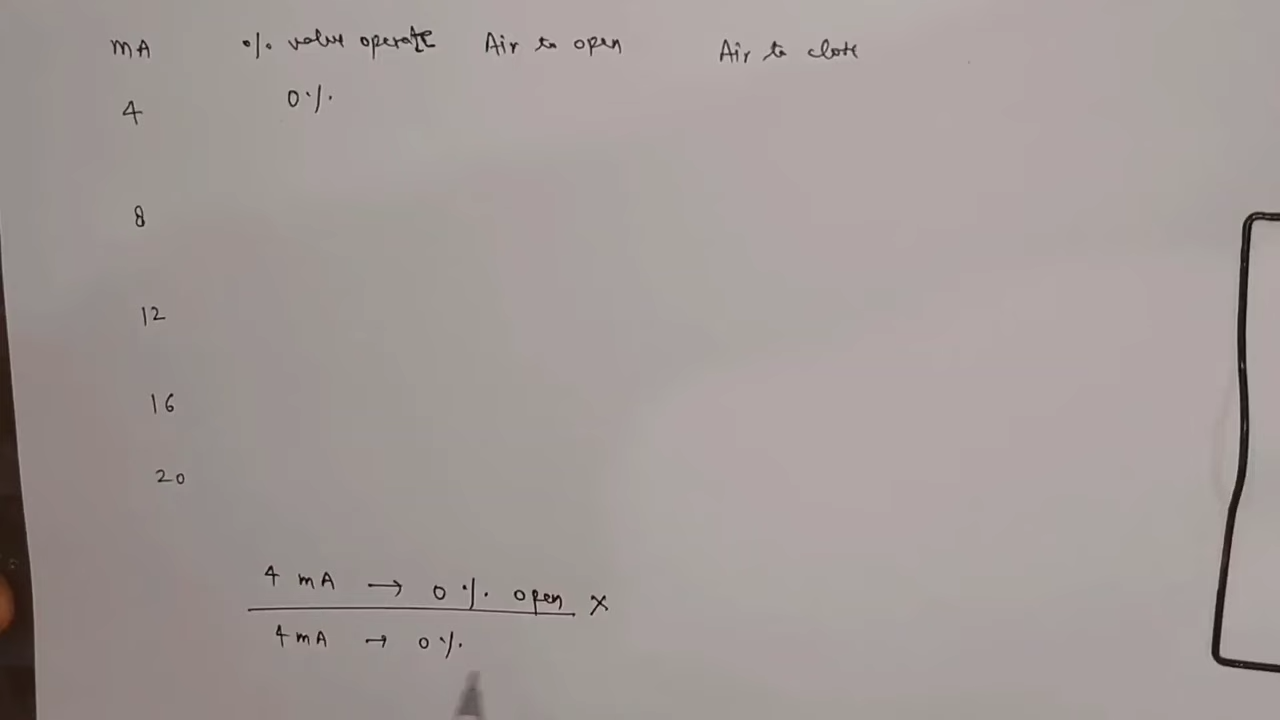 mA % valve operate Air to open Air to close
4 0%.
8
12
16
20
4 mA → 0 %. open x
4 mA → 0 %.